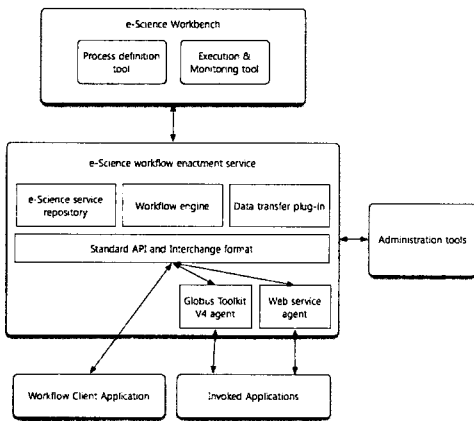 e-Science Workbench
Process definition
tool
Execution &
Monitoring tool
e-Science workflow enactment service
e-Science service
repository
Workflow engine
Data transfer plug-in
Standard API and Interchange format
Administration tools
Globus Toolkit
V4 agent
Web service
agent
Workflow Client Application
Invoked Applications